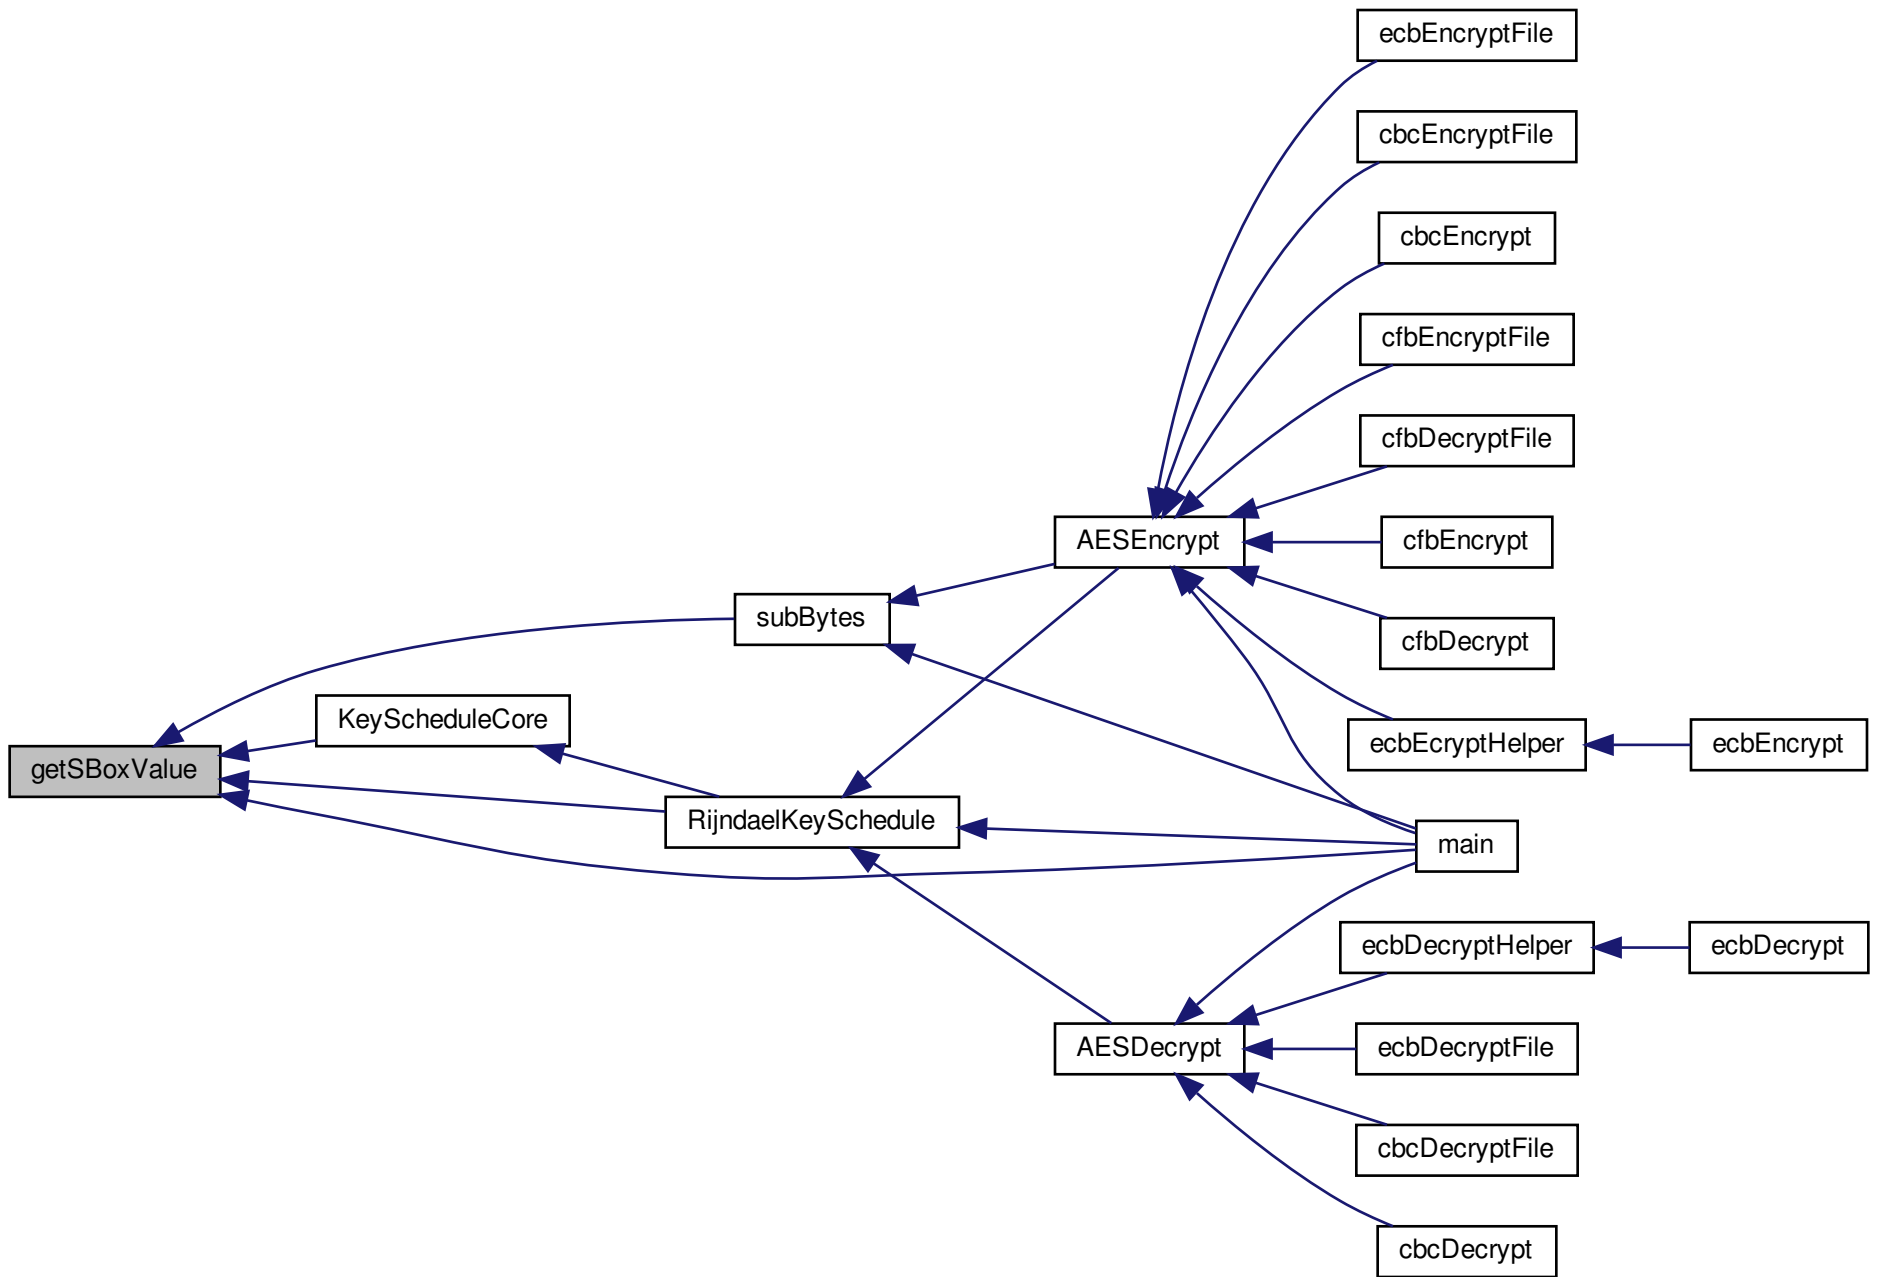 ecbEncryptFile
cbcEncryptFile
cbcEncrypt
cfbEncryptFile
cfbDecryptFile
AESEncrypt
cfbEncrypt
subBytes
cfbDecrypt
KeyScheduleCore
ecbEcryptHelper
ecbEncrypt
getSBoxValue
RijndaelKeySchedule
main
ecbDecryptHelper
ecbDecrypt
AESDecrypt
ecbDecryptFile
cbcDecryptFile
cbcDecrypt